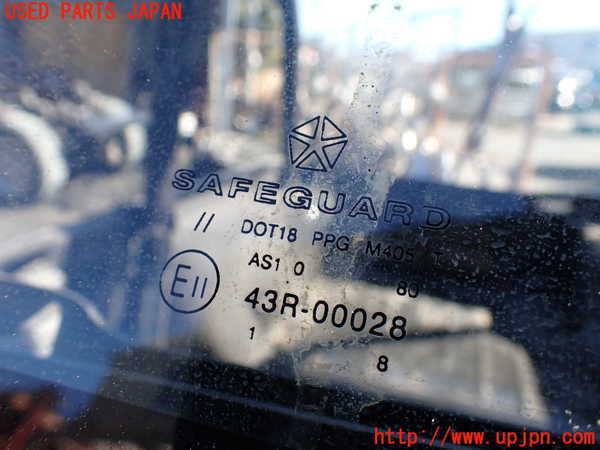 USED PARTS JAPAN
SAFEGUARD
// DOT18 PPG M405 T
AS1 0 80
E11 43R-00028
1 8
http://www.upjpn.com/